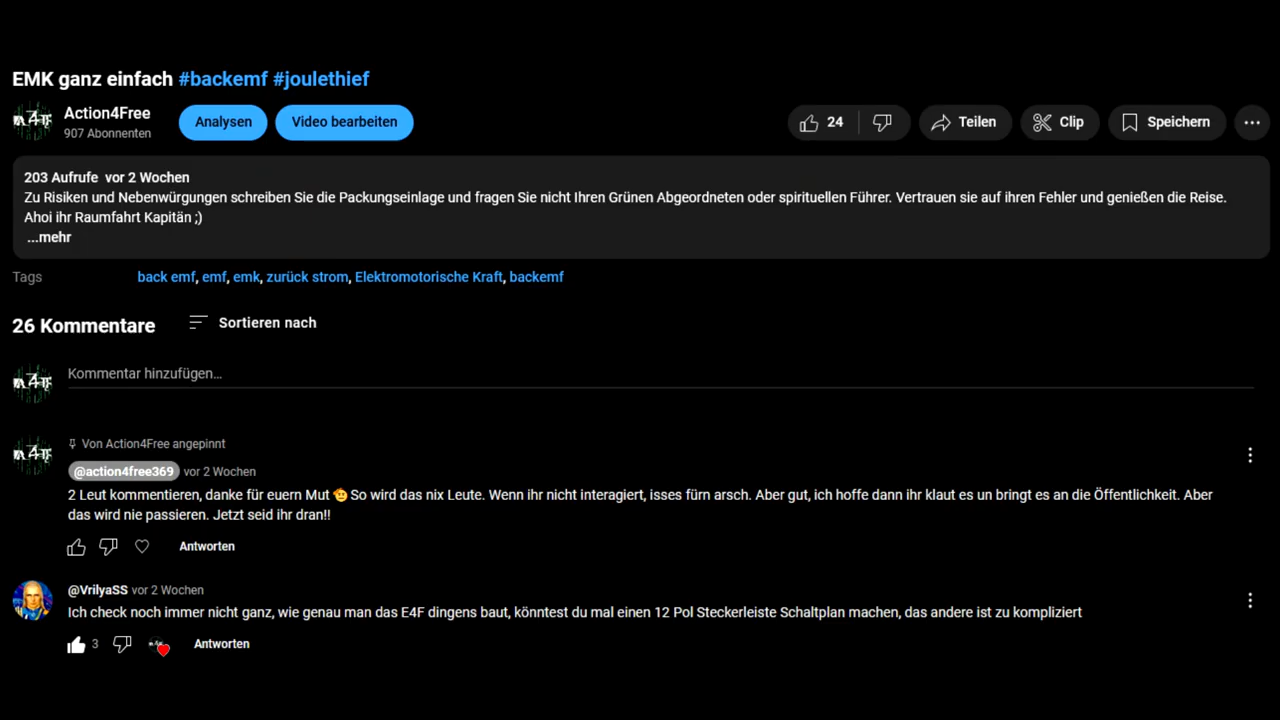 EMK ganz einfach #backemf #joulethief
Action4Free
907 Abonnenten
Analysen
Video bearbeiten
24
Teilen
Clip
Speichern
203 Aufrufe vor 2 Wochen
Zu Risiken und Nebenwürgungen schreiben Sie die Packungseinlage und fragen Sie nicht Ihren Grünen Abgeordneten oder spirituellen Führer. Vertrauen sie auf ihren Fehler und genießen die Reise.
Ahoi ihr Raumfahrt Kapitän ;)
...mehr
Tags back emf, emf, emk, zurück strom, Elektromotorische Kraft, backemf
26 Kommentare
Sortieren nach
A4F
Kommentar hinzufügen...
A4F
Von Action4Free angepinnt
@action4free369 vor 2 Wochen
2 Leut kommentieren, danke für euern Mut 🫡 So wird das nix Leute. Wenn ihr nicht interagiert, isses fürn arsch. Aber gut, ich hoffe dann ihr klaut es un bringt es an die Öffentlichkeit. Aber
das wird nie passieren. Jetzt seid ihr dran!!
Antworten
@VrilyaSS vor 2 Wochen
Ich check noch immer nicht ganz, wie genau man das E4F dingens baut, könntest du mal einen 12 Pol Steckerleiste Schaltplan machen, das andere ist zu kompliziert
3
Antworten